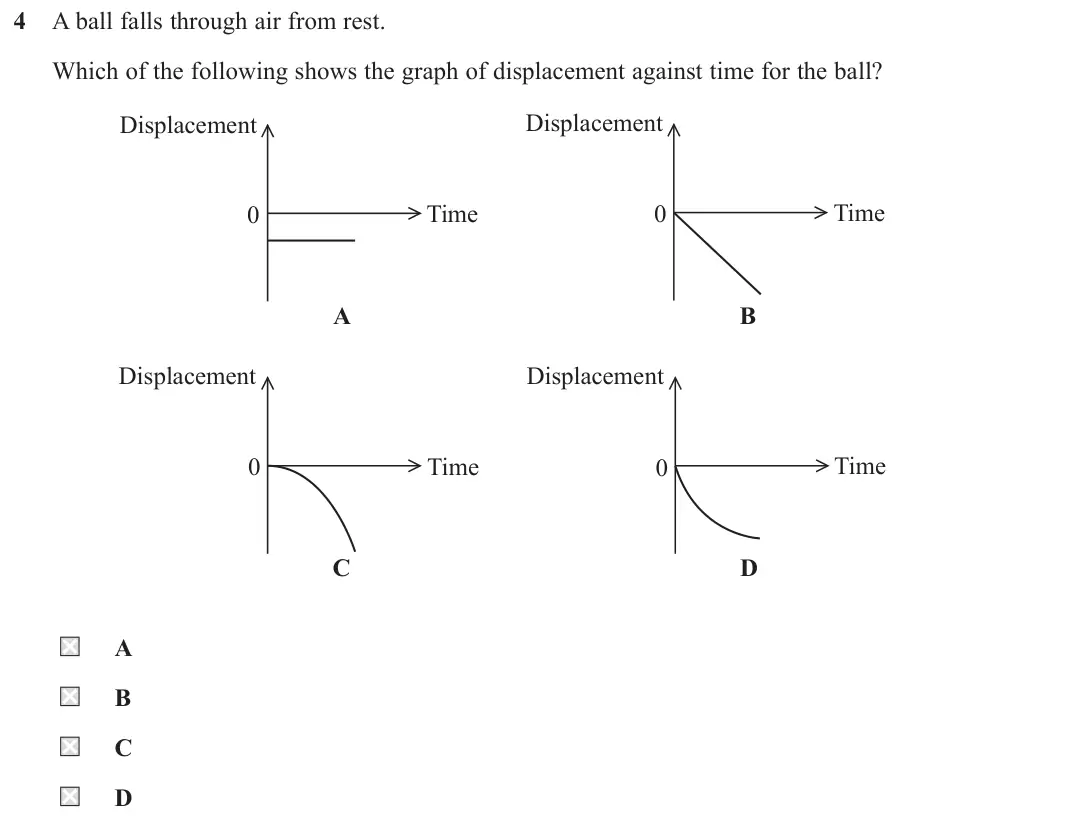 4 A ball falls through air from rest.
Which of the following shows the graph of displacement against time for the ball?
Displacement
0
Time
A
Displacement
0
Time
B
Displacement
0
Time
C
Displacement
0
Time
D
A
B
C
D